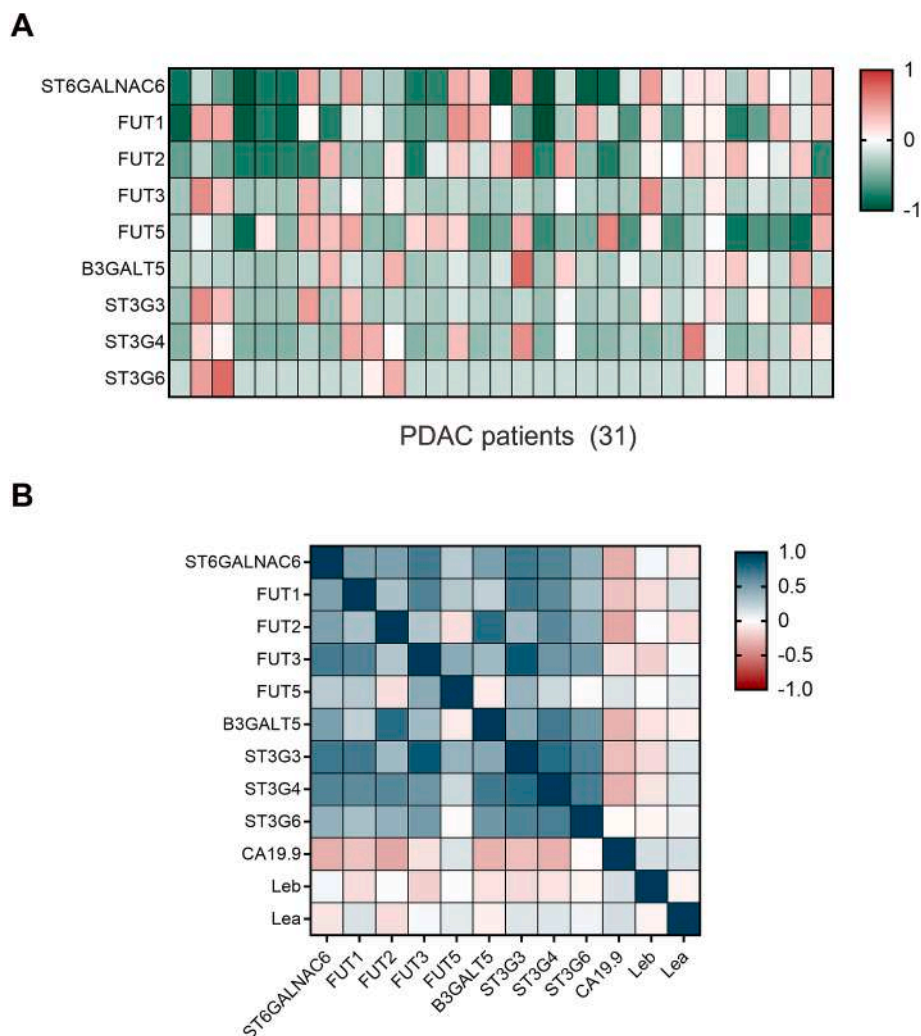 A
ST6GALNAC6
FUT1
FUT2
FUT3
FUT5
B3GALT5
ST3G3
ST3G4
ST3G6
1
0
-1
PDAC patients (31)
B
ST6GALNAC6
FUT1
FUT2
FUT3
FUT5
B3GALT5
ST3G3
ST3G4
ST3G6
CA19.9
Leb
Lea
1.0
0.5
0
-0.5
-1.0
ST6GALNAC6
FUT1
FUT2
FUT3
FUT5
B3GALT5
ST3G3
ST3G4
ST3G6
CA19.9
Leb
Lea